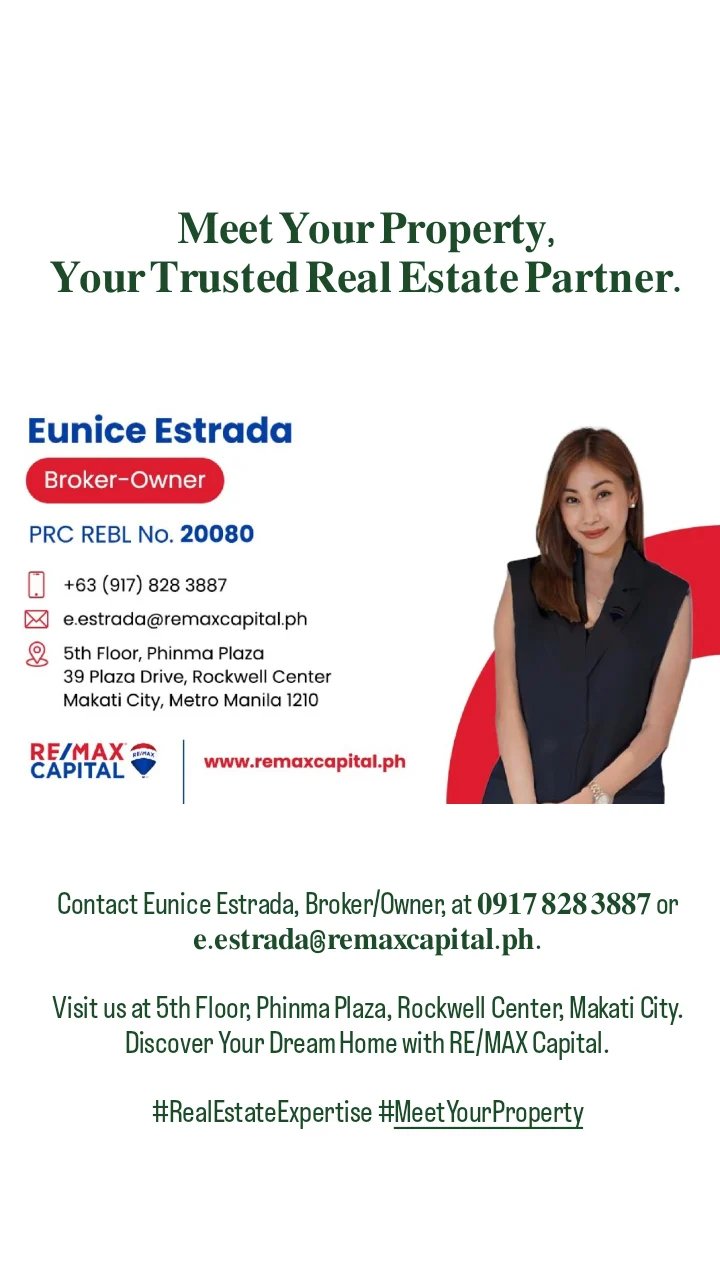 Meet Your Property,
Your Trusted Real Estate Partner.
Eunice Estrada
Broker-Owner
PRC REBL No. 20080
+63 (917) 828 3887
e.estrada@remaxcapital.ph
5th Floor, Phinma Plaza
39 Plaza Drive, Rockwell Center
Makati City, Metro Manila 1210
RE/MAX
CAPITAL
RE/MAX
www.remaxcapital.ph
Contact Eunice Estrada, Broker/Owner, at 0917 828 3887 or
e.estrada@remaxcapital.ph.
Visit us at 5th Floor, Phinma Plaza, Rockwell Center, Makati City.
Discover Your Dream Home with RE/MAX Capital.
#RealEstateExpertise #MeetYourProperty